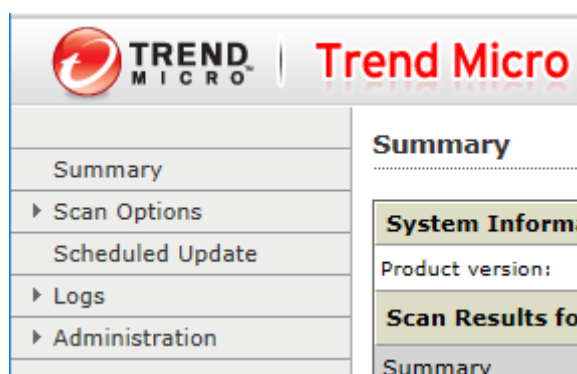 TREND MICRO
Trend Micro
Summary
Scan Options
Scheduled Update
Logs
Administration
Summary
System Informa
Product version:
Scan Results fo
Summary